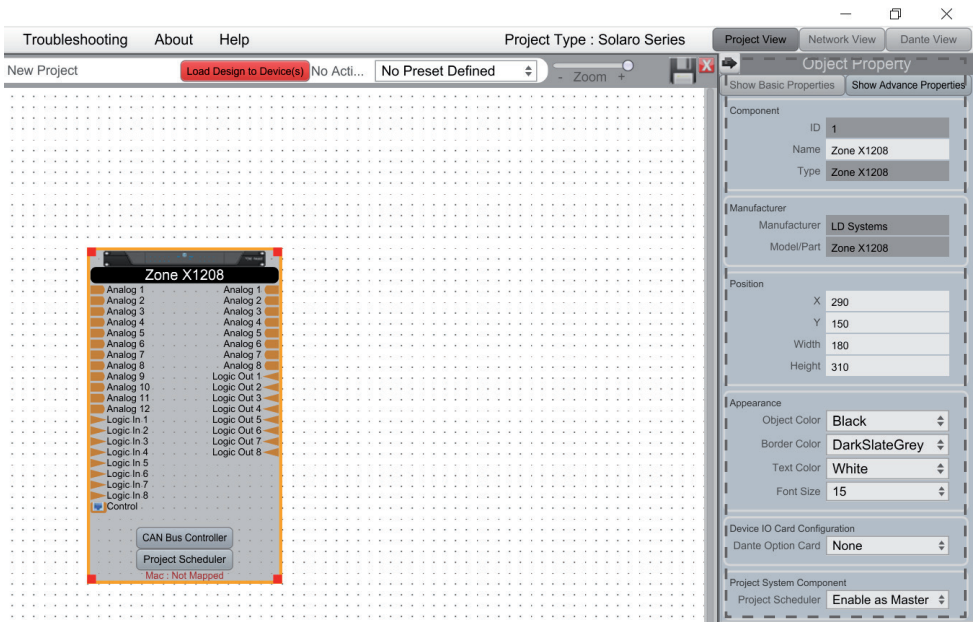 Troubleshooting About Help Project Type : Solaro Series Project View Network View Dante View
New Project Load Design to Device(s) No Acti... No Preset Defined - Zoom + X Object Property
Show Basic Properties Show Advance Properties
Component
ID 1
Name Zone X1208
Type Zone X1208
Manufacturer
Manufacturer LD Systems
Model/Part Zone X1208
Position
X 290
Y 150
Width 180
Height 310
Appearance
Object Color Black
Border Color DarkSlateGrey
Text Color White
Font Size 15
Device IO Card Configuration
Dante Option Card None
Project System Component
Project Scheduler Enable as Master
Zone X1208
Analog 1 Analog 1
Analog 2 Analog 2
Analog 3 Analog 3
Analog 4 Analog 4
Analog 5 Analog 5
Analog 6 Analog 6
Analog 7 Analog 7
Analog 8 Analog 8
Analog 9 Logic Out 1
Analog 10 Logic Out 2
Analog 11 Logic Out 3
Analog 12 Logic Out 4
Logic In 1 Logic Out 5
Logic In 2 Logic Out 6
Logic In 3 Logic Out 7
Logic In 4 Logic Out 8
Logic In 5
Logic In 6
Logic In 7
Logic In 8
Control
CAN Bus Controller
Project Scheduler
Mac : Not Mapped